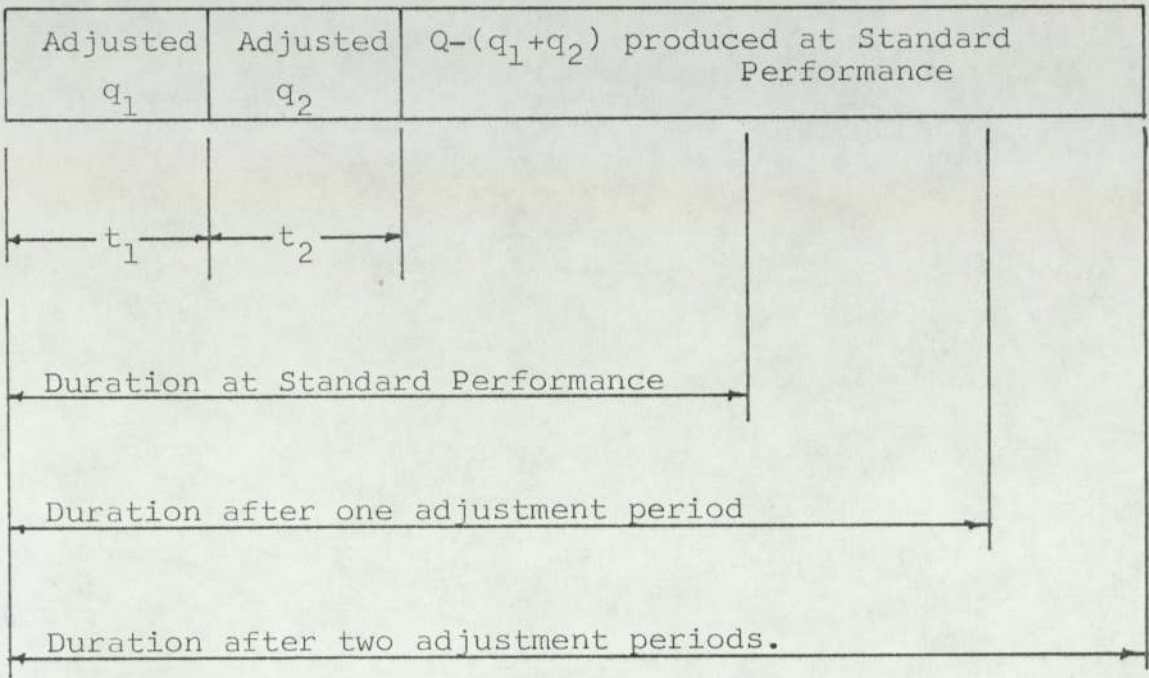 Adjusted
q₁
Adjusted
q₂
Q-(q₁+q₂) produced at Standard
Performance
t₁
t₂
Duration at Standard Performance
Duration after one adjustment period
Duration after two adjustment periods.